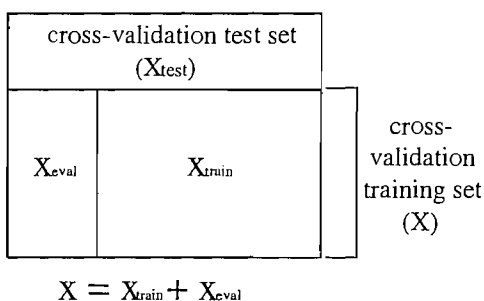 cross-validation test set
(Xtest)
Xeval
Xtrain
cross-
validation
training set
(X)
X = Xtrain + Xeval